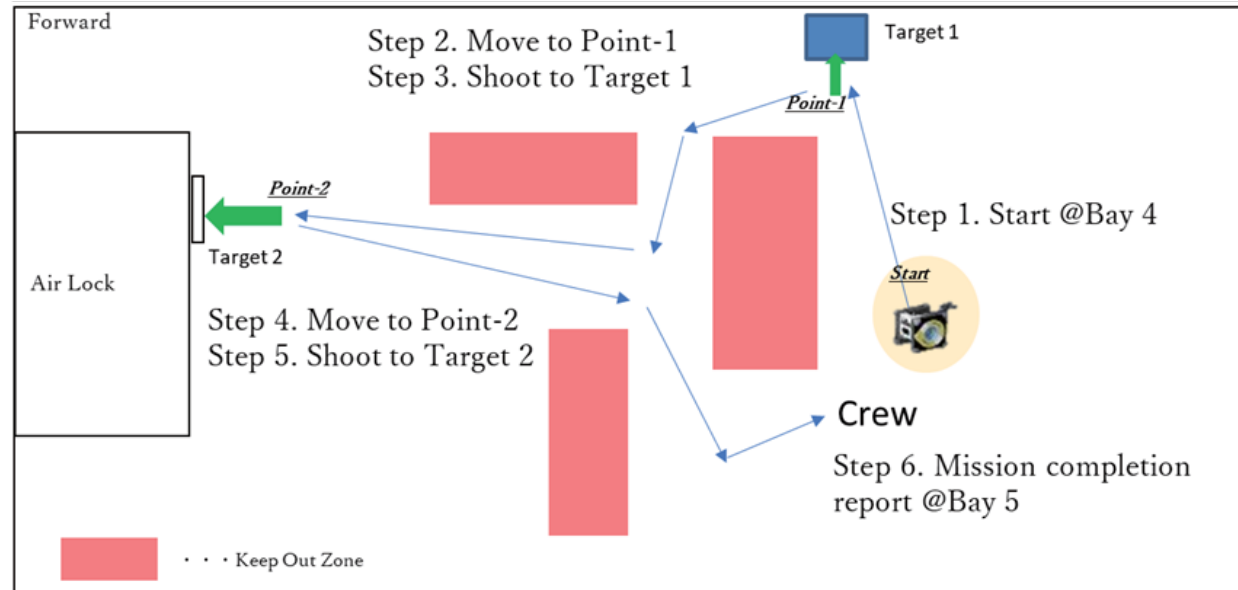 Forward
Target 1
Step 2. Move to Point-1
Step 3. Shoot to Target 1
Point-1
Point-2
Step 1. Start @Bay 4
Target 2
Start
Air Lock
Step 4. Move to Point-2
Step 5. Shoot to Target 2
Crew
Step 6. Mission completion
report @Bay 5
・・・Keep Out Zone